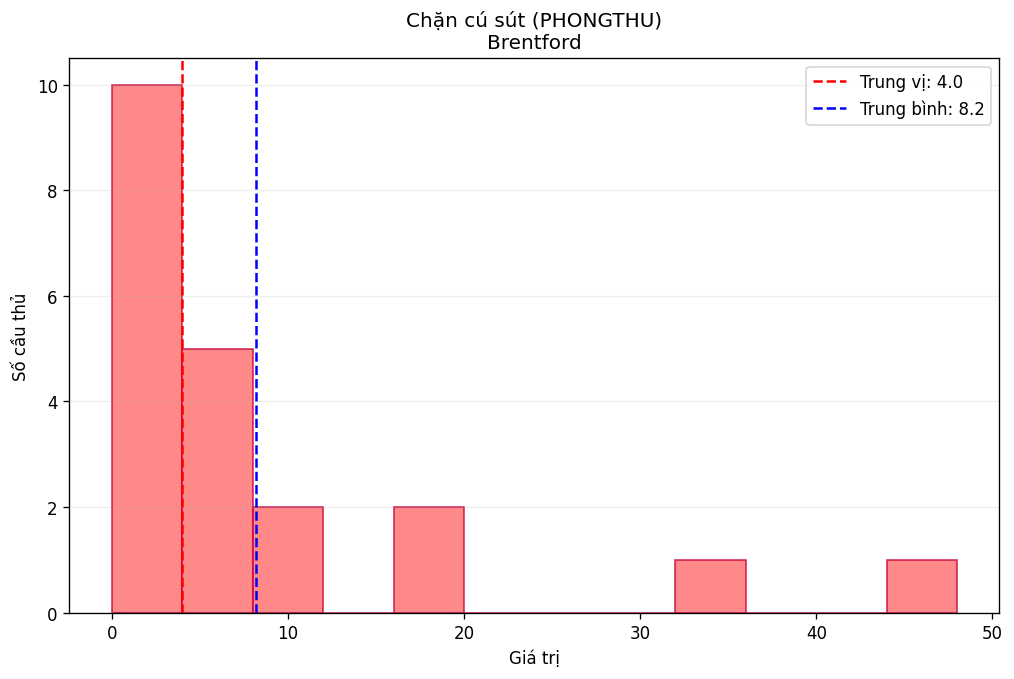 Chặn cú sút (PHONGTHU)
Brentford
Trung vị: 4.0
Trung bình: 8.2
Số cầu thủ
10
8
6
4
2
0
0 10 20 30 40 50
Giá trị